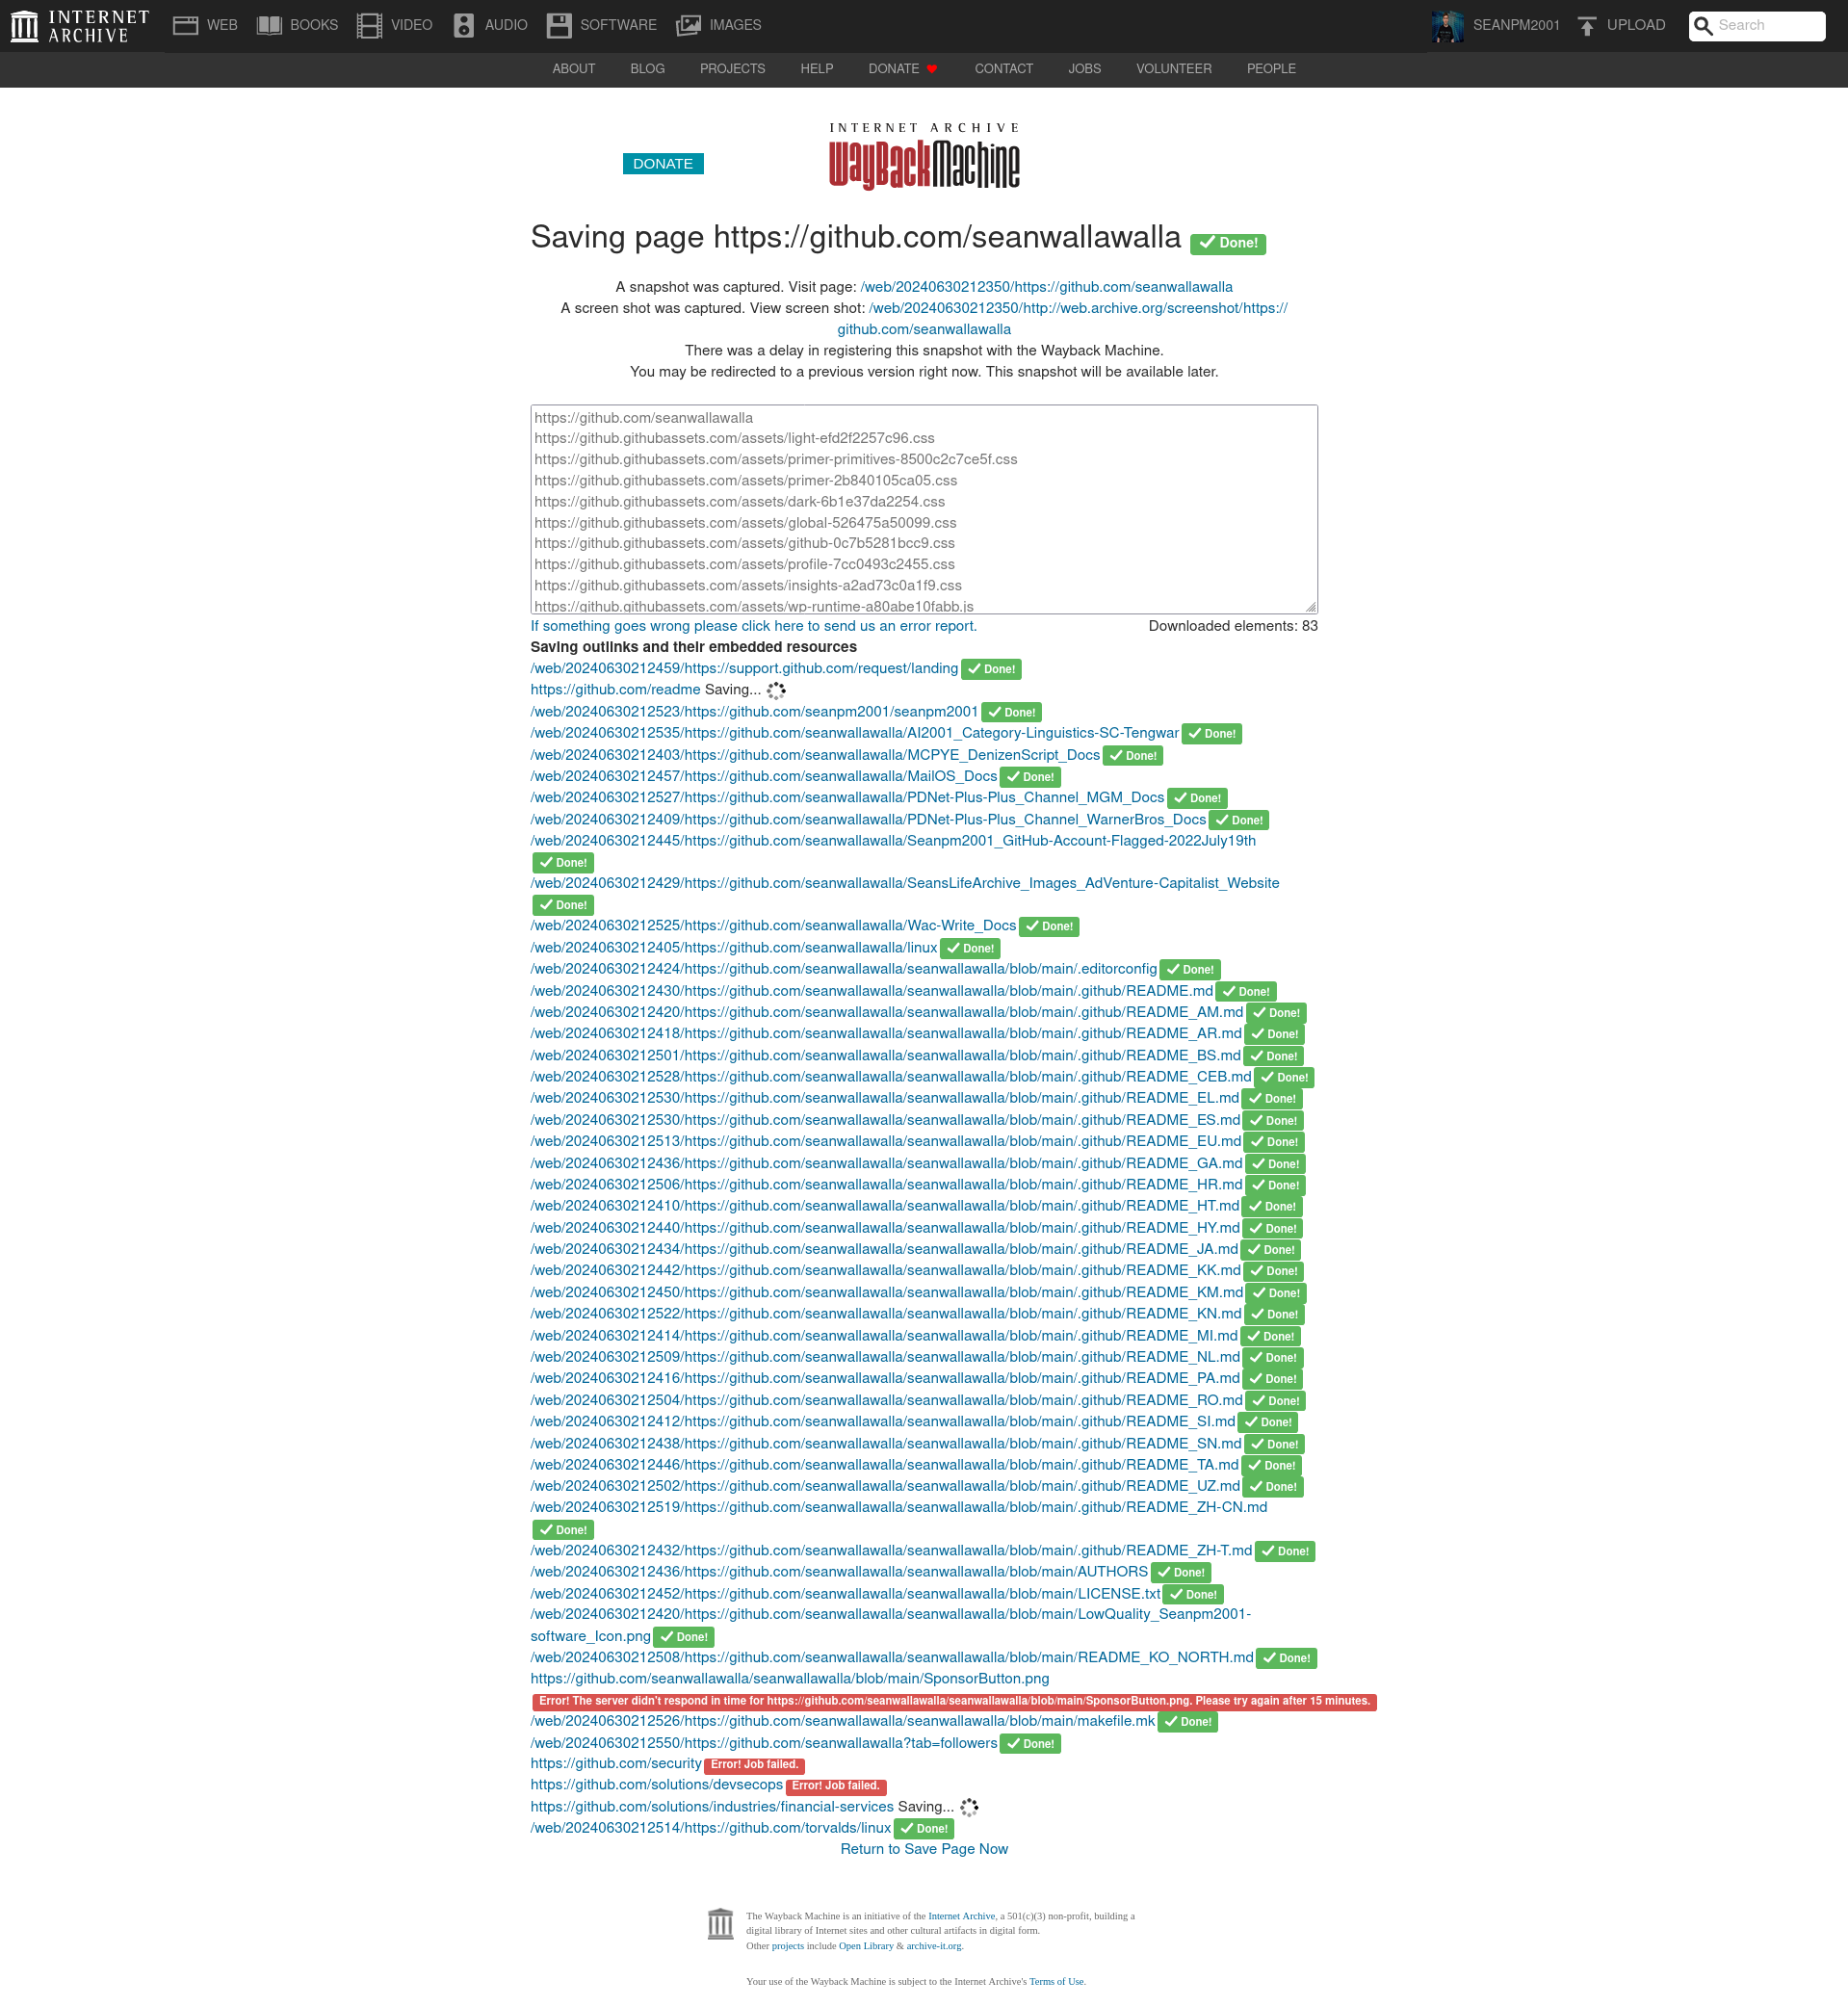 INTERNET ARCHIVE WEB BOOKS VIDEO AUDIO SOFTWARE IMAGES SEANPM2001 UPLOAD Search
ABOUT BLOG PROJECTS HELP DONATE CONTACT JOBS VOLUNTEER PEOPLE
INTERNET ARCHIVE
DONATE WayBackMachine
Saving page https://github.com/seanwallawalla Done!
A snapshot was captured. Visit page: /web/20240630212350/https://github.com/seanwallawalla
A screen shot was captured. View screen shot: /web/20240630212350/http://web.archive.org/screenshot/https://
github.com/seanwallawalla
There was a delay in registering this snapshot with the Wayback Machine.
You may be redirected to a previous version right now. This snapshot will be available later.
https://github.com/seanwallawalla
https://github.githubassets.com/assets/light-efd2f2257c96.css
https://github.githubassets.com/assets/primer-primitives-8500c2c7ce5f.css
https://github.githubassets.com/assets/primer-2b840105ca05.css
https://github.githubassets.com/assets/dark-6b1e37da2254.css
https://github.githubassets.com/assets/global-526475a50099.css
https://github.githubassets.com/assets/github-0c7b5281bcc9.css
https://github.githubassets.com/assets/profile-7cc0493c2455.css
https://github.githubassets.com/assets/insights-a2ad73c0a1f9.css
https://github.githubassets.com/assets/wp-runtime-a80abe10fabb.js
If something goes wrong please click here to send us an error report. Downloaded elements: 83
Saving outlinks and their embedded resources
/web/20240630212459/https://support.github.com/request/landing Done!
https://github.com/readme Saving...
/web/20240630212523/https://github.com/seanpm2001/seanpm2001 Done!
/web/20240630212535/https://github.com/seanwallawalla/AI2001_Category-Linguistics-SC-Tengwar Done!
/web/20240630212403/https://github.com/seanwallawalla/MCPYE_DenizenScript_Docs Done!
/web/20240630212457/https://github.com/seanwallawalla/MailOS_Docs Done!
/web/20240630212527/https://github.com/seanwallawalla/PDNet-Plus-Plus_Channel_MGM_Docs Done!
/web/20240630212409/https://github.com/seanwallawalla/PDNet-Plus-Plus_Channel_WarnerBros_Docs Done!
/web/20240630212445/https://github.com/seanwallawalla/Seanpm2001_GitHub-Account-Flagged-2022July19th
Done!
/web/20240630212429/https://github.com/seanwallawalla/SeansLifeArchive_Images_AdVenture-Capitalist_Website
Done!
/web/20240630212525/https://github.com/seanwallawalla/Wac-Write_Docs Done!
/web/20240630212405/https://github.com/seanwallawalla/linux Done!
/web/20240630212424/https://github.com/seanwallawalla/seanwallawalla/blob/main/.editorconfig Done!
/web/20240630212430/https://github.com/seanwallawalla/seanwallawalla/blob/main/.github/README.md Done!
/web/20240630212420/https://github.com/seanwallawalla/seanwallawalla/blob/main/.github/README_AM.md Done!
/web/20240630212418/https://github.com/seanwallawalla/seanwallawalla/blob/main/.github/README_AR.md Done!
/web/20240630212501/https://github.com/seanwallawalla/seanwallawalla/blob/main/.github/README_BS.md Done!
/web/20240630212528/https://github.com/seanwallawalla/seanwallawalla/blob/main/.github/README_CEB.md Done!
/web/20240630212530/https://github.com/seanwallawalla/seanwallawalla/blob/main/.github/README_EL.md Done!
/web/20240630212530/https://github.com/seanwallawalla/seanwallawalla/blob/main/.github/README_ES.md Done!
/web/20240630212513/https://github.com/seanwallawalla/seanwallawalla/blob/main/.github/README_EU.md Done!
/web/20240630212436/https://github.com/seanwallawalla/seanwallawalla/blob/main/.github/README_GA.md Done!
/web/20240630212506/https://github.com/seanwallawalla/seanwallawalla/blob/main/.github/README_HR.md Done!
/web/20240630212410/https://github.com/seanwallawalla/seanwallawalla/blob/main/.github/README_HT.md Done!
/web/20240630212440/https://github.com/seanwallawalla/seanwallawalla/blob/main/.github/README_HY.md Done!
/web/20240630212434/https://github.com/seanwallawalla/seanwallawalla/blob/main/.github/README_JA.md Done!
/web/20240630212442/https://github.com/seanwallawalla/seanwallawalla/blob/main/.github/README_KK.md Done!
/web/20240630212450/https://github.com/seanwallawalla/seanwallawalla/blob/main/.github/README_KM.md Done!
/web/20240630212522/https://github.com/seanwallawalla/seanwallawalla/blob/main/.github/README_KN.md Done!
/web/20240630212414/https://github.com/seanwallawalla/seanwallawalla/blob/main/.github/README_MI.md Done!
/web/20240630212509/https://github.com/seanwallawalla/seanwallawalla/blob/main/.github/README_NL.md Done!
/web/20240630212416/https://github.com/seanwallawalla/seanwallawalla/blob/main/.github/README_PA.md Done!
/web/20240630212504/https://github.com/seanwallawalla/seanwallawalla/blob/main/.github/README_RO.md Done!
/web/20240630212412/https://github.com/seanwallawalla/seanwallawalla/blob/main/.github/README_SI.md Done!
/web/20240630212438/https://github.com/seanwallawalla/seanwallawalla/blob/main/.github/README_SN.md Done!
/web/20240630212446/https://github.com/seanwallawalla/seanwallawalla/blob/main/.github/README_TA.md Done!
/web/20240630212502/https://github.com/seanwallawalla/seanwallawalla/blob/main/.github/README_UZ.md Done!
/web/20240630212519/https://github.com/seanwallawalla/seanwallawalla/blob/main/.github/README_ZH-CN.md
Done!
/web/20240630212432/https://github.com/seanwallawalla/seanwallawalla/blob/main/.github/README_ZH-T.md Done!
/web/20240630212436/https://github.com/seanwallawalla/seanwallawalla/blob/main/AUTHORS Done!
/web/20240630212452/https://github.com/seanwallawalla/seanwallawalla/blob/main/LICENSE.txt Done!
/web/20240630212420/https://github.com/seanwallawalla/seanwallawalla/blob/main/LowQuality_Seanpm2001-
software_Icon.png Done!
/web/20240630212508/https://github.com/seanwallawalla/seanwallawalla/blob/main/README_KO_NORTH.md Done!
https://github.com/seanwallawalla/seanwallawalla/blob/main/SponsorButton.png
Error! The server didn't respond in time for https://github.com/seanwallawalla/seanwallawalla/blob/main/SponsorButton.png. Please try again after 15 minutes.
/web/20240630212526/https://github.com/seanwallawalla/seanwallawalla/blob/main/makefile.mk Done!
/web/20240630212550/https://github.com/seanwallawalla?tab=followers Done!
https://github.com/security Error! Job failed.
https://github.com/solutions/devsecops Error! Job failed.
https://github.com/solutions/industries/financial-services Saving...
/web/20240630212514/https://github.com/torvalds/linux Done!
Return to Save Page Now
The Wayback Machine is an initiative of the Internet Archive, a 501(c)(3) non-profit, building a
digital library of Internet sites and other cultural artifacts in digital form.
Other projects include Open Library & archive-it.org.
Your use of the Wayback Machine is subject to the Internet Archive's Terms of Use.